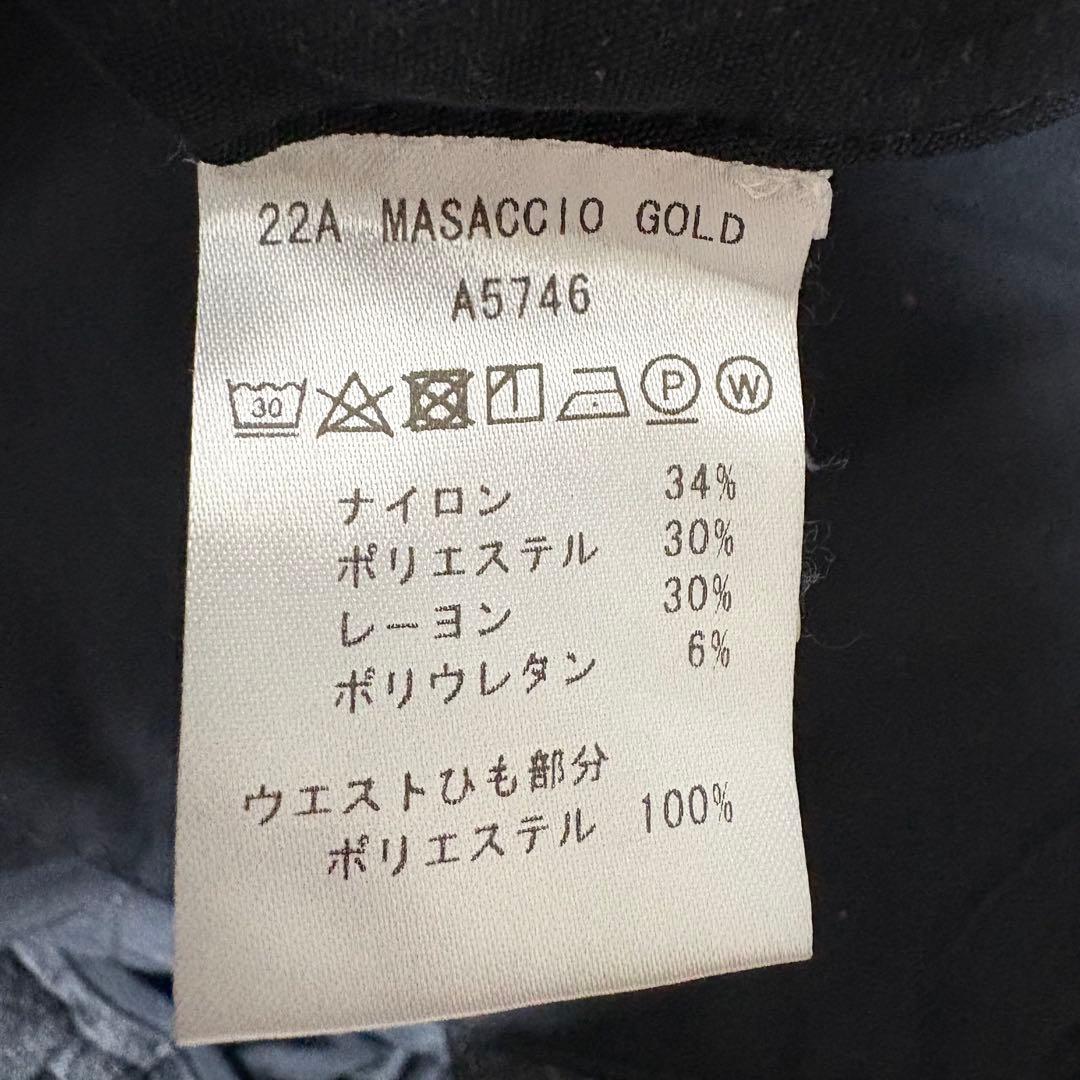 22A MASACCIO GOLD
A5746
30 P W
ナイロン 34%
ポリエステル 30%
レーヨン 30%
ポリウレタン 6%
ウエストひも部分
ポリエステル 100%